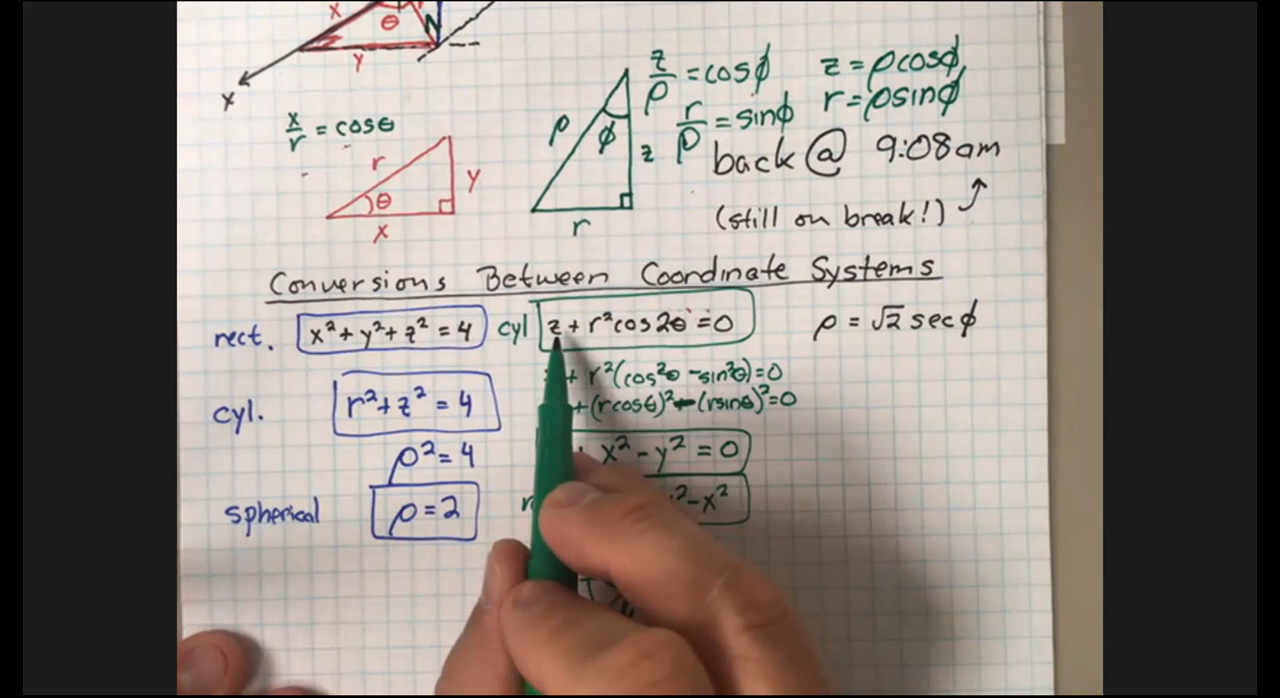 x
θ
N
y
x
z/ρ = cosϕ z = ρcosϕ
r/ρ = sinϕ r = ρsinϕ
x/r = cosθ
r
y
θ
x
ρ
ϕ
z
r
back @ 9:08am
(still on break!)
Conversions Between Coordinate Systems
rect. x²+y²+z² = 4
cyl. r²+z² = 4
ρ² = 4
spherical ρ = 2
cyl z + r²cos2θ = 0
+ r²(cos²θ - sin²θ) = 0
+ (rcosθ)² - (rsinθ)² = 0
x² - y² = 0
² - x²
ρ = √2 secϕ